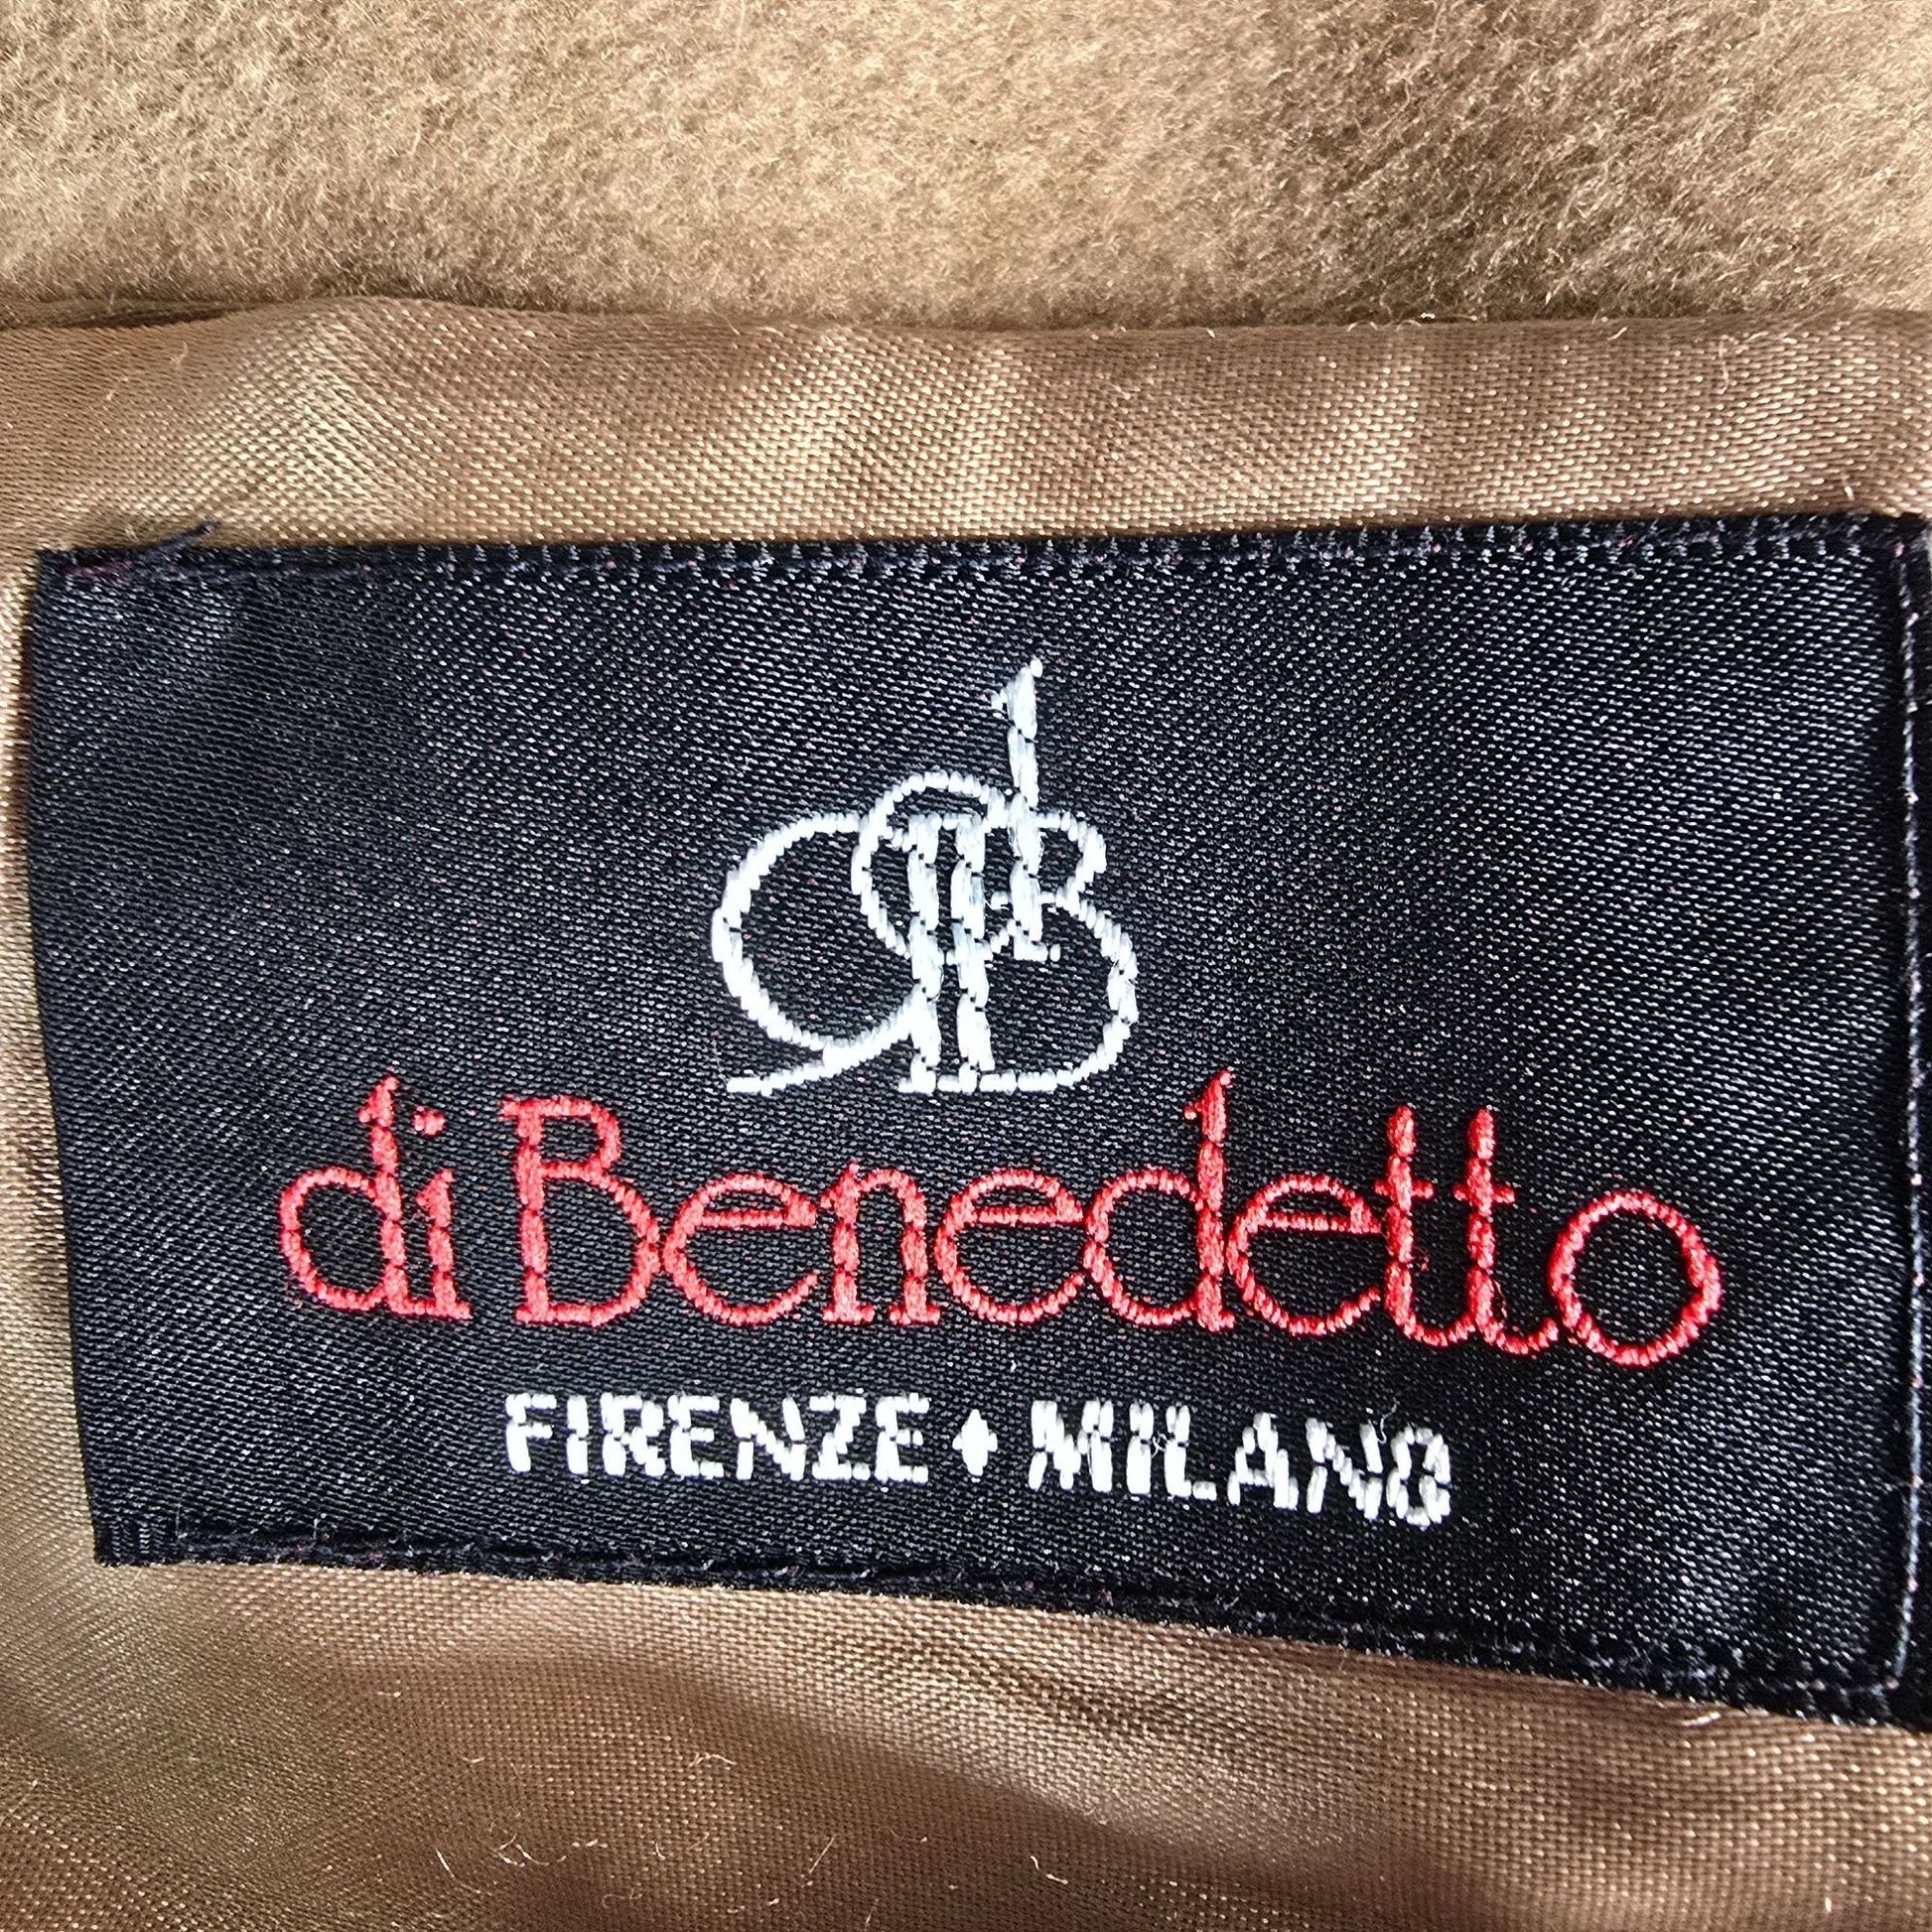 di Benedetto
FIRENZE • MILANO